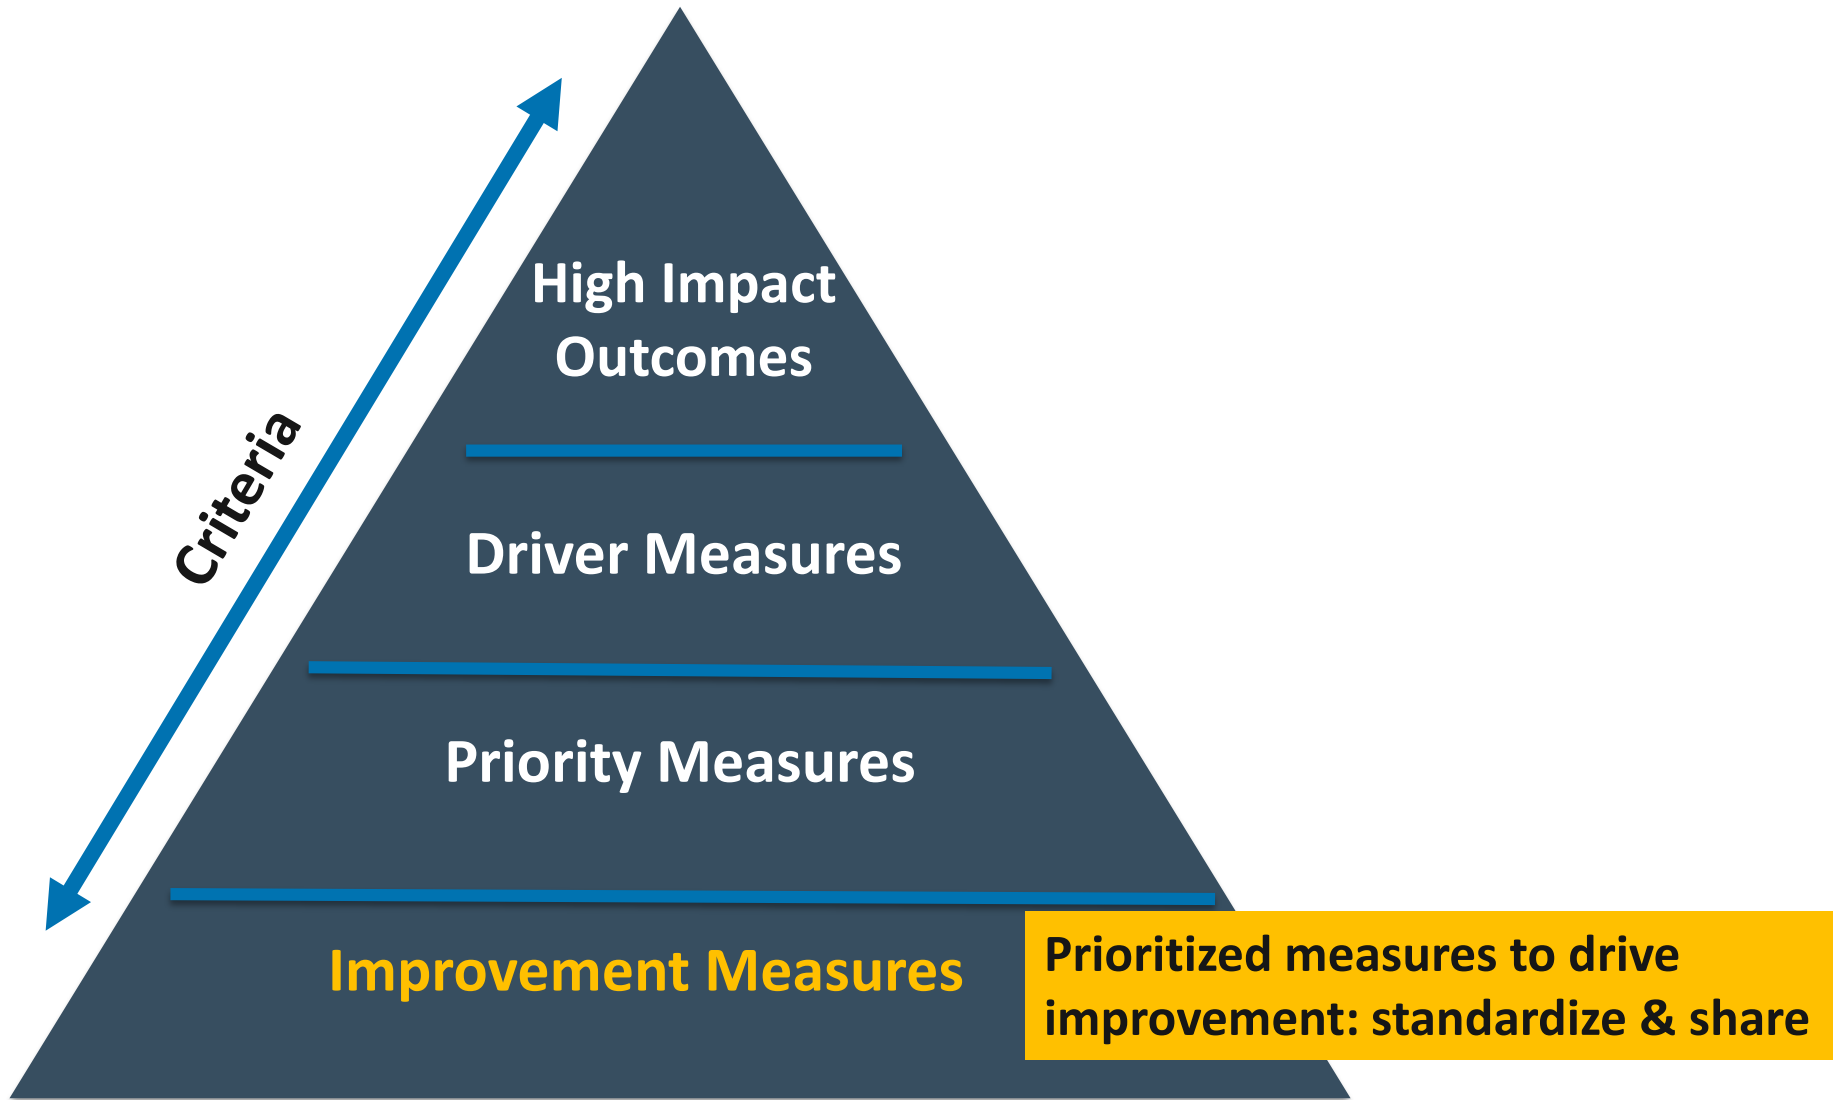 High Impact
Outcomes
Criteria
Driver Measures
Priority Measures
Improvement Measures
Prioritized measures to drive
improvement: standardize & share